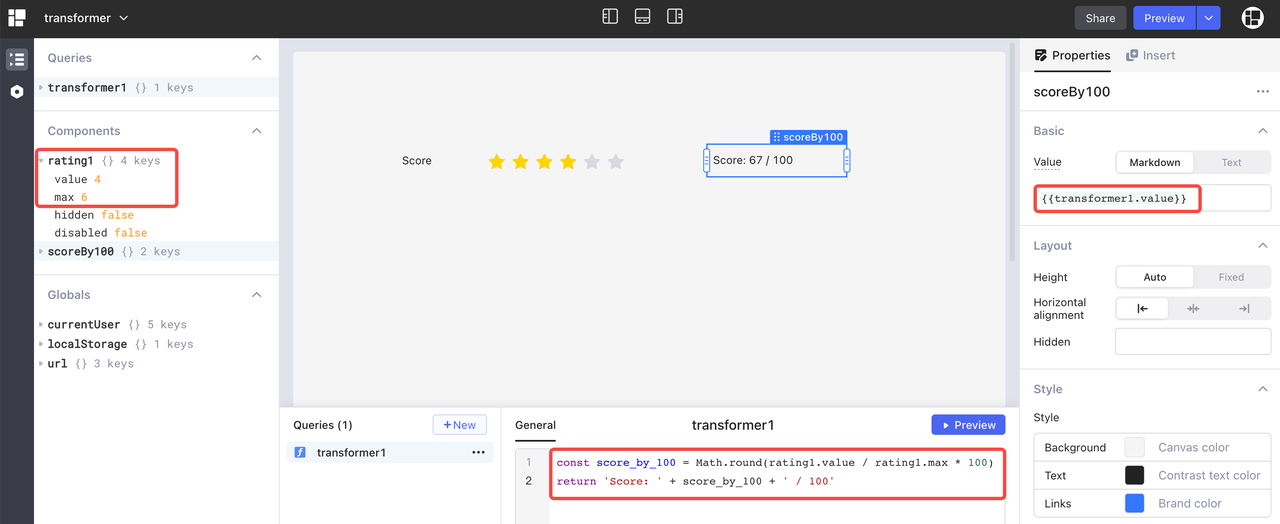 transformer
Share
Preview
Queries
transformer1 {} 1 keys
Components
rating1 {} 4 keys
value 4
max 6
hidden false
disabled false
scoreBy100 {} 2 keys
Globals
currentUser {} 5 keys
localStorage {} 1 keys
url {} 3 keys
Score
scoreBy100
Score: 67 / 100
Queries (1)
+ New
transformer1
General
transformer1
Preview
1 const score_by_100 = Math.round(rating1.value / rating1.max * 100)
2 return 'Score: ' + score_by_100 + ' / 100'
Properties
Insert
scoreBy100
Basic
Value
Markdown
Text
{{transformer1.value}}
Layout
Height
Auto
Fixed
Horizontal
alignment
Hidden
Style
Style
Background
Canvas color
Text
Contrast text color
Links
Brand color